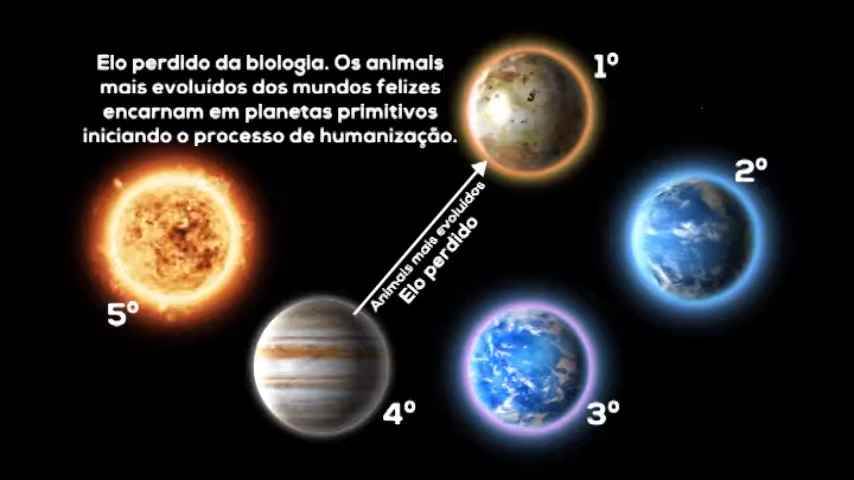 Elo perdido da biologia. Os animais
mais evoluídos dos mundos felizes
encarnam em planetas primitivos
iniciando o processo de humanização.
1º
2º
Animais mais evoluídos
Elo perdido
5º
4º
3º